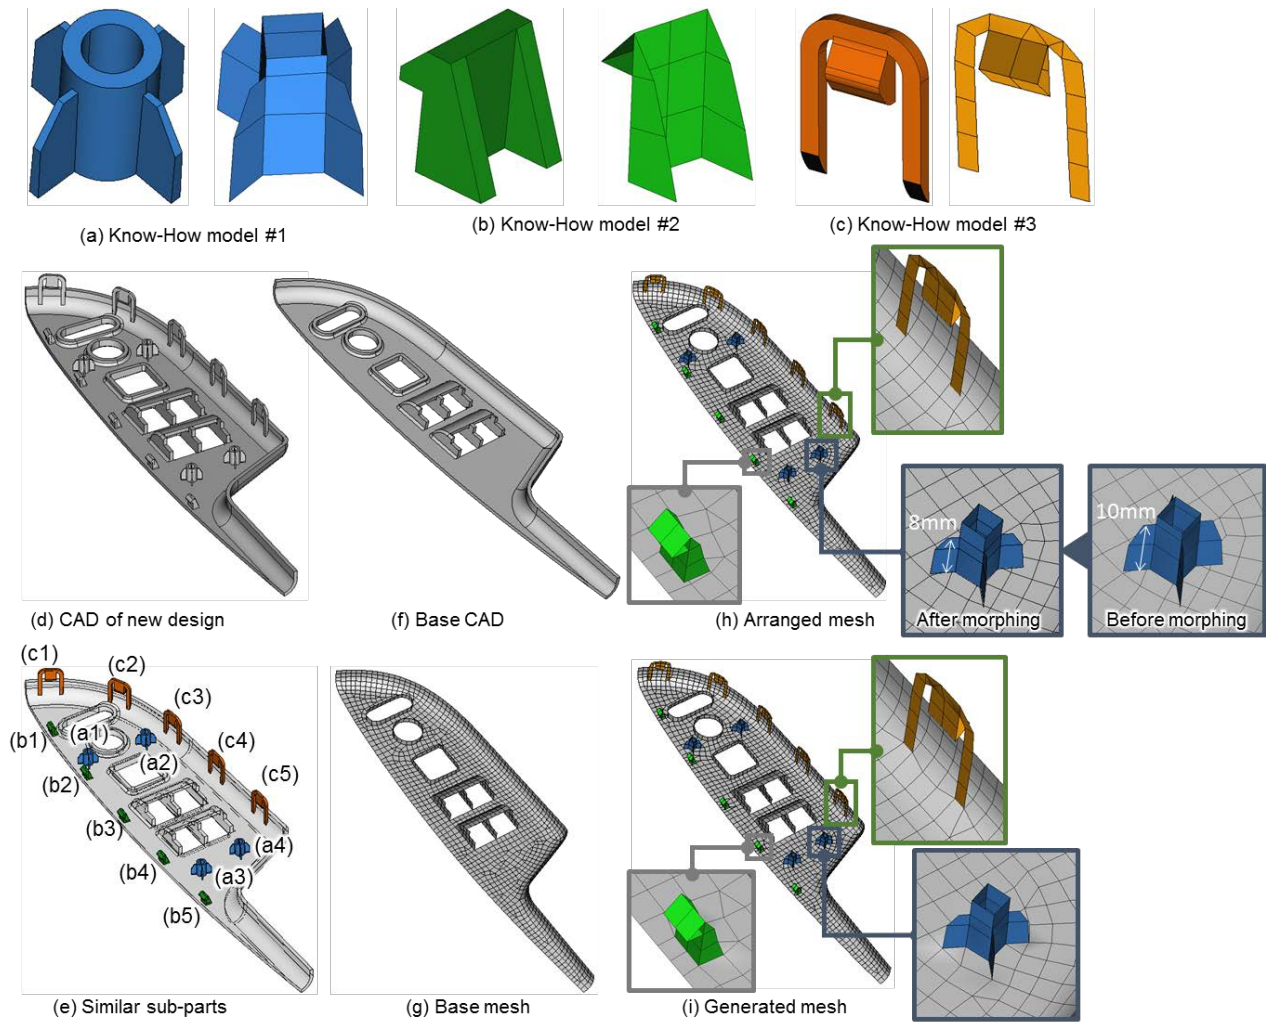 (a) Know-How model #1
(b) Know-How model #2
(c) Know-How model #3
8mm
10mm
After morphing
Before morphing
(d) CAD of new design
(f) Base CAD
(h) Arranged mesh
(c1)
(c2)
(c3)
(c4)
(c5)
(b1)
(a1)
(a2)
(b2)
(b3)
(b4)
(a4)
(a3)
(b5)
(e) Similar sub-parts
(g) Base mesh
(i) Generated mesh